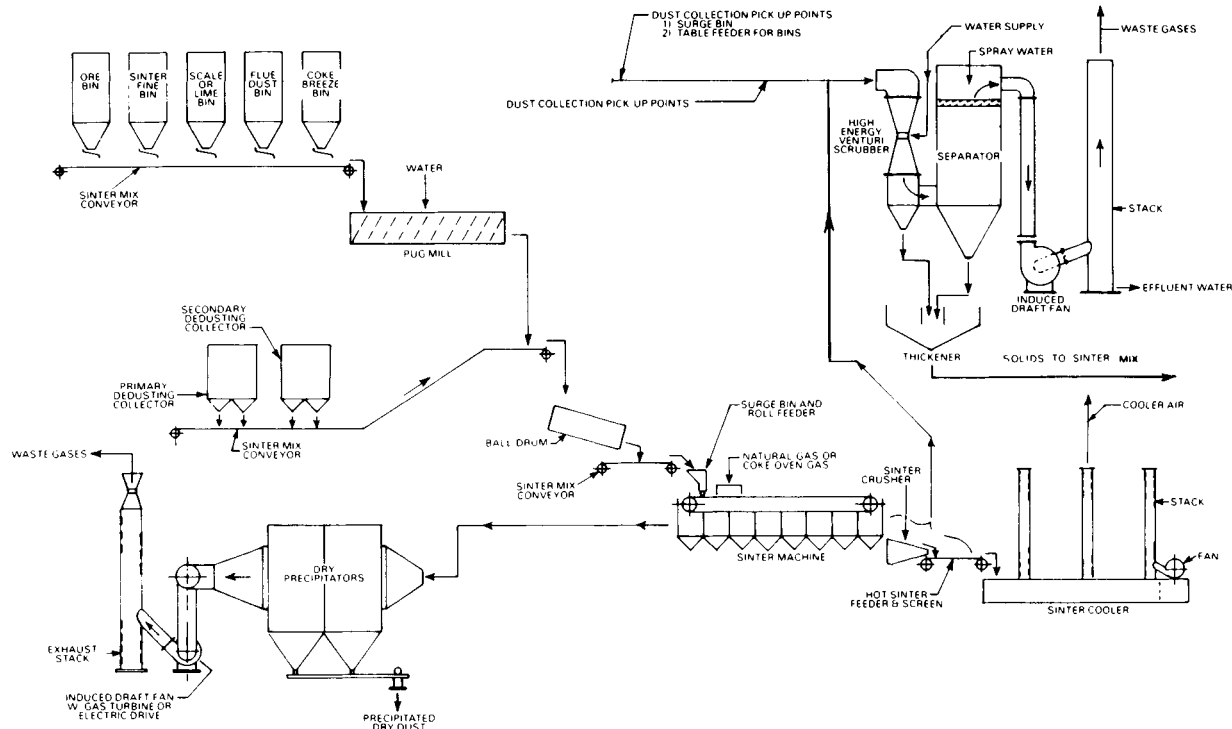 DUST COLLECTION PICK UP POINTS
1) SURGE BIN
2) TABLE FEEDER FOR BINS
WATER SUPPLY
WASTE GASES
SPRAY WATER
ORE
BIN
SINTER
FINE
BIN
SCALE
OR
LIME
BIN
FLUE
DUST
BIN
COKE
BREEZE
BIN
DUST COLLECTION PICK UP POINTS
HIGH
ENERGY
VENTURI
SCRUBBER
SEPARATOR
SINTER MIX
CONVEYOR
WATER
PUG MILL
STACK
EFFLUENT WATER
INDUCED
DRAFT FAN
SECONDARY
DEDUSTING
COLLECTOR
PRIMARY
DEDUSTING
COLLECTOR
THICKENER
SOLIDS TO SINTER MIX
SINTER MIX
CONVEYOR
SURGE BIN AND
ROLL FEEDER
COOLER AIR
BALL DRUM
WASTE GASES
SINTER MIX
CONVEYOR
NATURAL GAS OR
COKE OVEN GAS
SINTER
CRUSHER
STACK
FAN
SINTER MACHINE
DRY
PRECIPITATORS
HOT SINTER
FEEDER & SCREEN
SINTER COOLER
EXHAUST
STACK
INDUCED DRAFT FAN
W. GAS TURBINE OR
ELECTRIC DRIVE
PRECIPITATED
DRY DUST